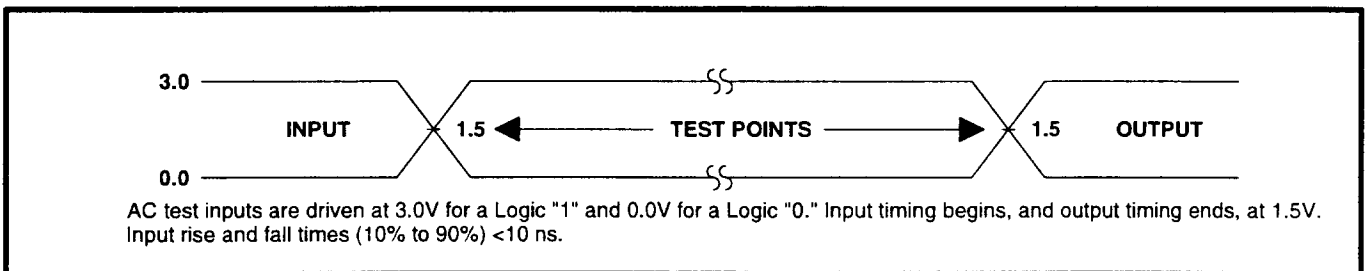 3.0
INPUT 1.5 TEST POINTS 1.5 OUTPUT
0.0
AC test inputs are driven at 3.0V for a Logic "1" and 0.0V for a Logic "0." Input timing begins, and output timing ends, at 1.5V.
Input rise and fall times (10% to 90%) <10 ns.